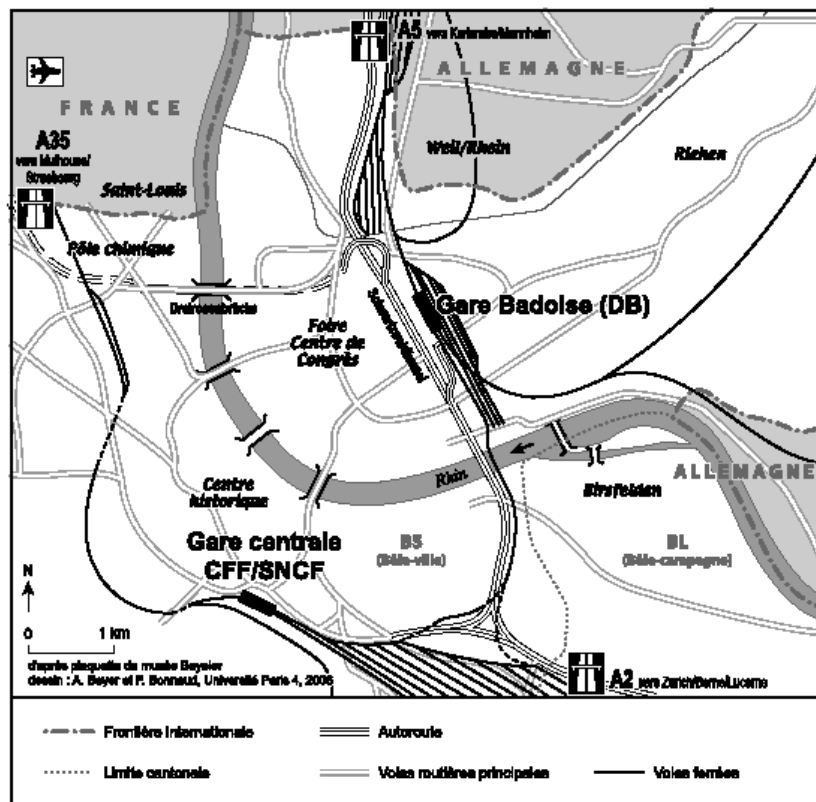 A5 vers Karlsruhe/Mannheim
ALLEMAGNE
FRANCE
A35
vers Mulhouse/
Strasbourg
Weil/Rhein
Riehen
Saint-Louis
Pôle chimique
Gare Badoise (DB)
Foire
Centre de
Congrès
Rhin
ALLEMAGNE
Centre
historique
Birsfelden
Gare centrale
CFF/SNCF
BS
(Bâle-ville)
BL
(Bâle-campagne)
N
0 1 km
d'après plaquette du musée Beyeler
dessin : A. Beyer et P. Bonnaud, Université Paris 4, 2006
A2 vers Zürich/Berne/Lucerne
Frontière internationale
Autoroute
Limite cantonale
Voies routières principales
Voies ferrées